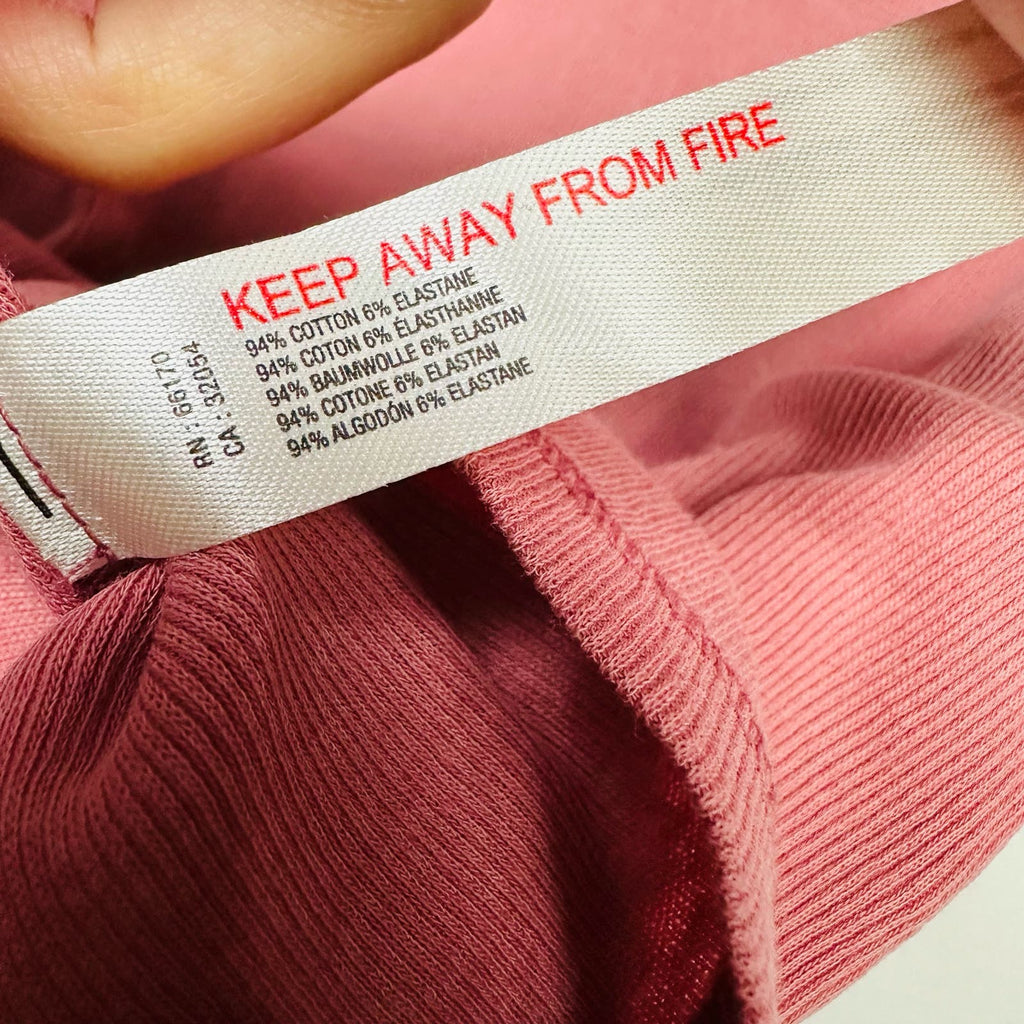 KEEP AWAY FROM FIRE
94% COTTON 6% ELASTANE
94% COTON 6% ÉLASTHANNE
94% BAUMWOLLE 6% ELASTAN
94% COTONE 6% ELASTAN
94% ALGODÓN 6% ELASTANE
RN: 66170
CA: 32054